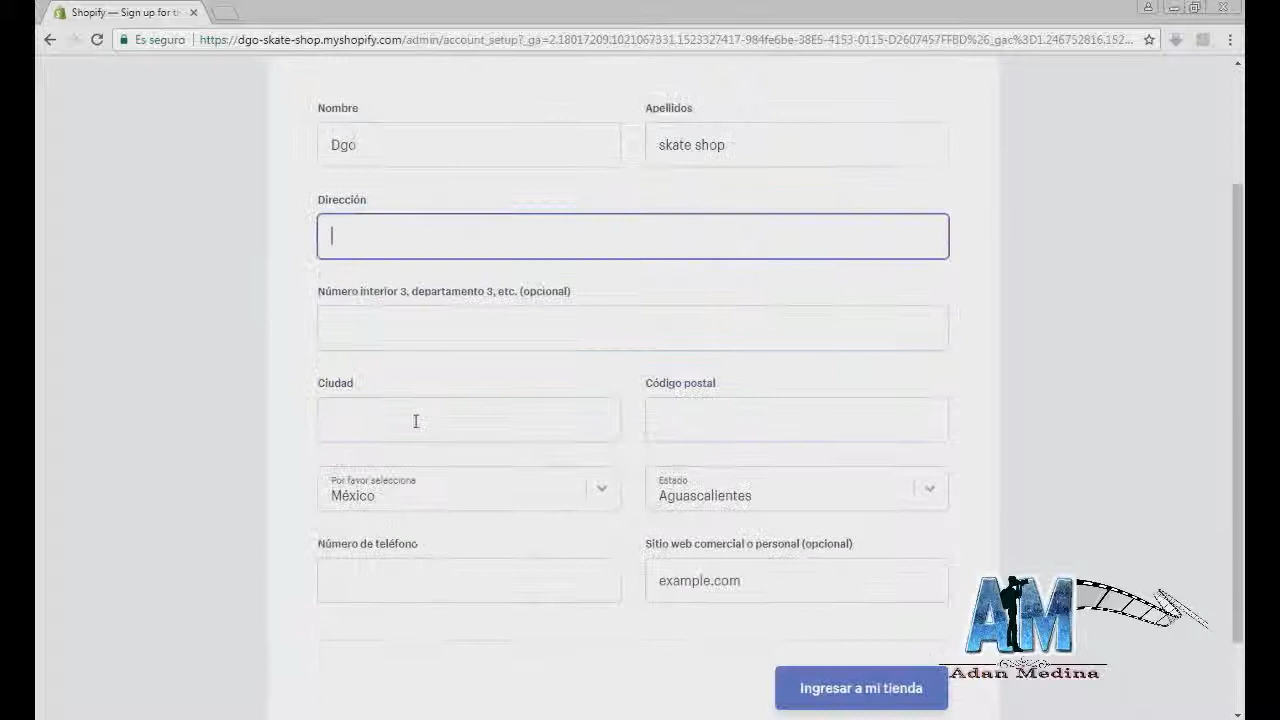 Shopify — Sign up for th
Es seguro
https://dgo-skate-shop.myshopify.com/admin/account_setup?_ga=2.18017209.1021067331.1523327417-984fe6be-38E5-4153-0115-D2607457FFBD%26_gac%3D1.246752816.152...
Nombre
Apellidos
Dgo
skate shop
Dirección
Número interior 3, departamento 3, etc. (opcional)
Ciudad
Código postal
Por favor selecciona
México
Estado
Aguascalientes
Número de teléfono
Sitio web comercial o personal (opcional)
example.com
AM
Adan Medina
Ingresar a mi tienda